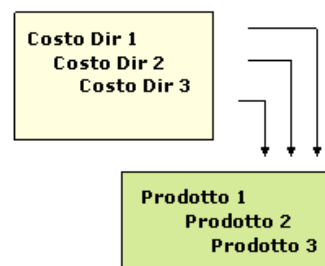 Costo Dir 1
Costo Dir 2
Costo Dir 3
Prodotto 1
Prodotto 2
Prodotto 3